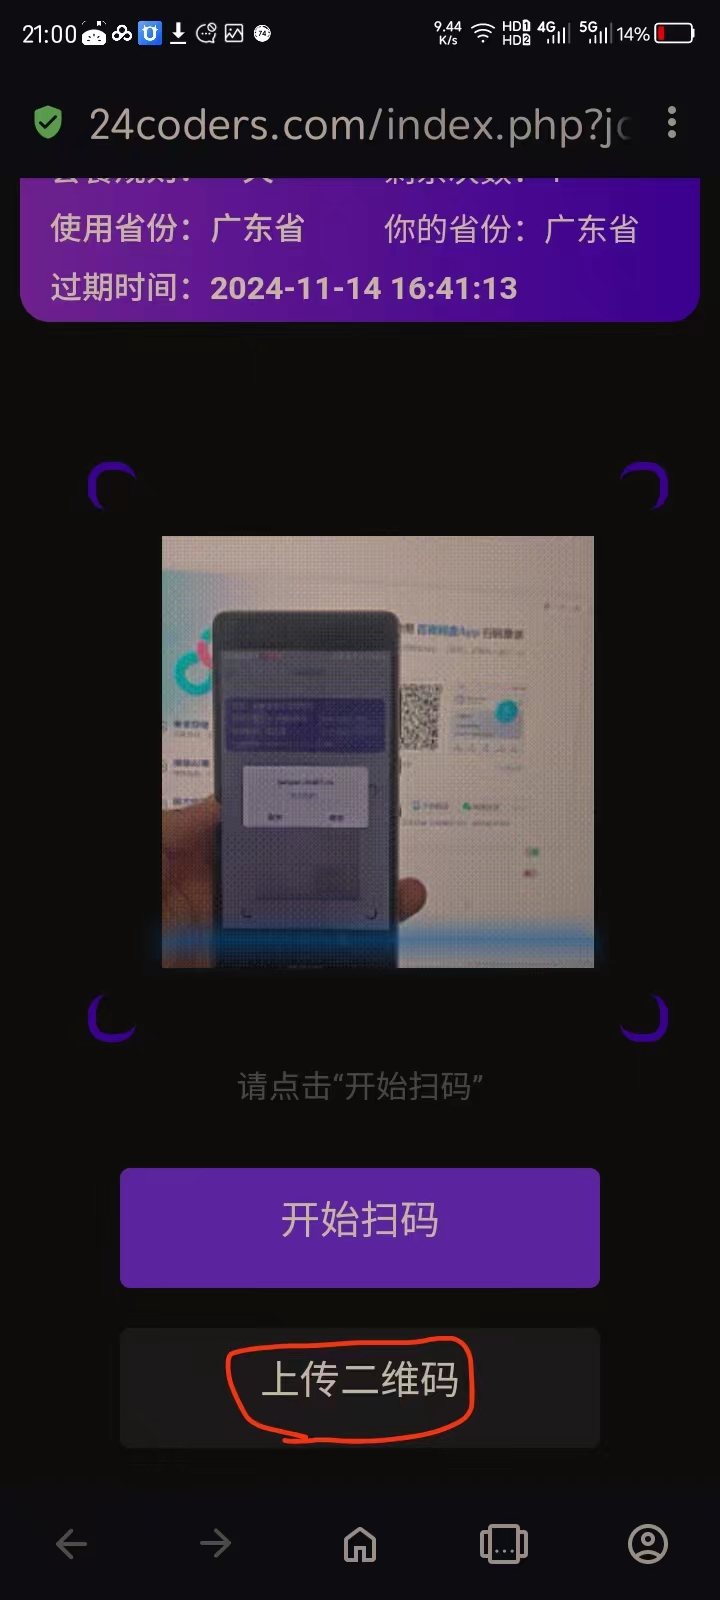 21:00
74
9.44 K/s HD1 HD2 4G 5G 14%
24coders.com/index.php?jc
使用省份：广东省 你的省份：广东省
过期时间：2024-11-14 16:41:13
请点击“开始扫码”
开始扫码
上传二维码